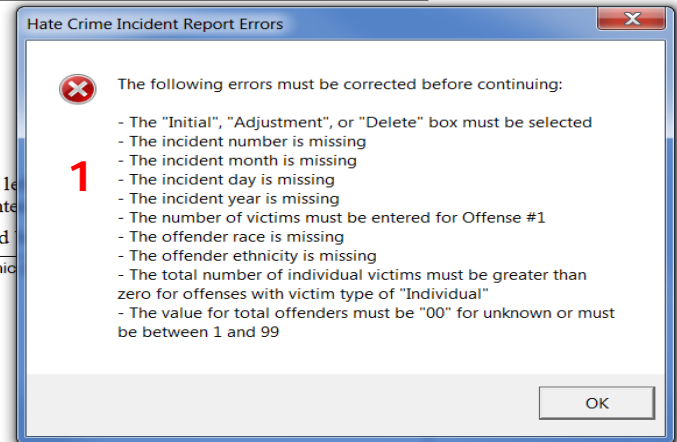 Hate Crime Incident Report Errors
The following errors must be corrected before continuing:
- The "Initial", "Adjustment", or "Delete" box must be selected
- The incident number is missing
- The incident month is missing
1
- The incident day is missing
- The incident year is missing
- The number of victims must be entered for Offense #1
- The offender race is missing
- The offender ethnicity is missing
- The total number of individual victims must be greater than
zero for offenses with victim type of "Individual"
- The value for total offenders must be "00" for unknown or must
be between 1 and 99
OK